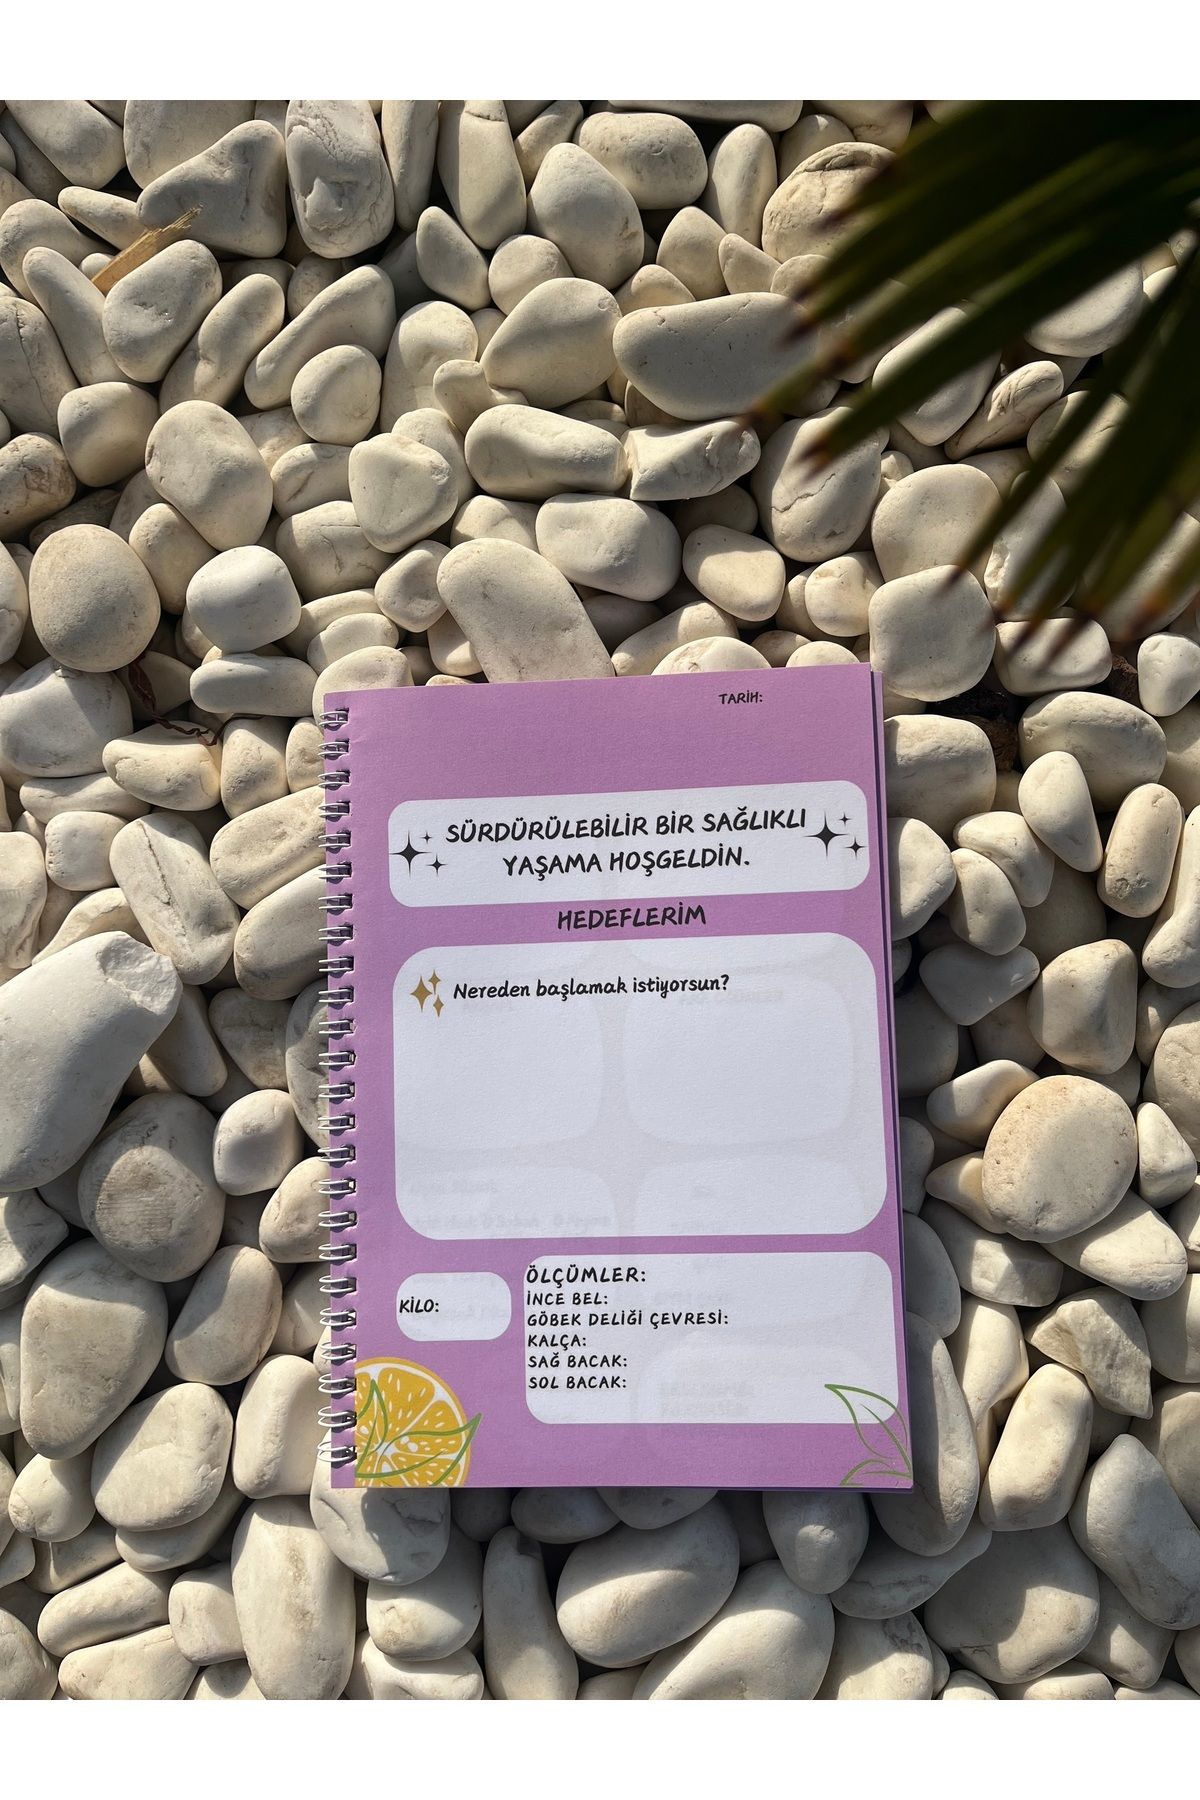 TARİH:
SÜRDÜRÜLEBİLİR BİR SAĞLIKLI
YAŞAMA HOŞGELDİN.
HEDEFLERİM
Nereden başlamak istiyorsun?
KİLO:
ÖLÇÜMLER:
İNCE BEL:
GÖBEK DELİĞİ ÇEVRESİ:
KALÇA:
SAĞ BACAK:
SOL BACAK: